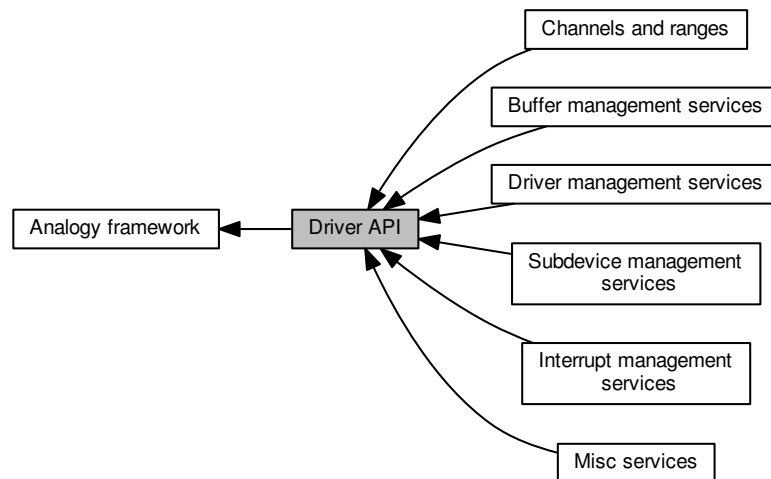 Channels and ranges
Buffer management services
Driver management services
Analogy framework
Driver API
Subdevice management
services
Interrupt management
services
Misc services